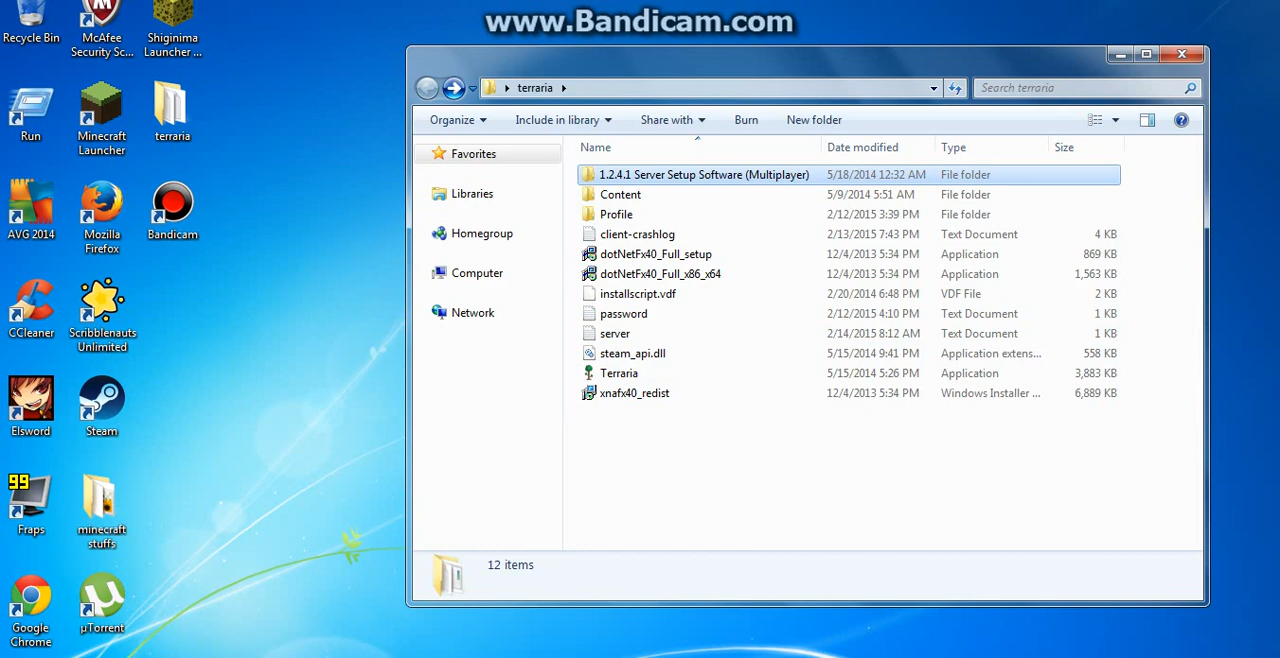 www.Bandicam.com
Recycle Bin
McAfee
Security Sc...
Shiginima
Launcher ...
Run
Minecraft
Launcher
terraria
AVG 2014
Mozilla
Firefox
Bandicam
CCleaner
Scribblenauts
Unlimited
Elsword
Steam
99
Fraps
minecraft
stuffs
Google
Chrome
µTorrent
terraria
Search terraria
Organize
Include in library
Share with
Burn
New folder
Favorites
Libraries
Homegroup
Computer
Network
Name Date modified Type Size
1.2.4.1 Server Setup Software (Multiplayer) 5/18/2014 12:32 AM File folder
Content 5/9/2014 5:51 AM File folder
Profile 2/12/2015 3:39 PM File folder
client-crashlog 2/13/2015 7:43 PM Text Document 4 KB
dotNetFx40_Full_setup 12/4/2013 5:34 PM Application 869 KB
dotNetFx40_Full_x86_x64 12/4/2013 5:34 PM Application 1,563 KB
installscript.vdf 2/20/2014 6:48 PM VDF File 2 KB
password 2/12/2015 4:10 PM Text Document 1 KB
server 2/14/2015 8:12 AM Text Document 1 KB
steam_api.dll 5/15/2014 9:41 PM Application extens... 558 KB
Terraria 5/15/2014 5:26 PM Application 3,883 KB
xnafx40_redist 12/4/2013 5:34 PM Windows Installer ... 6,889 KB
12 items